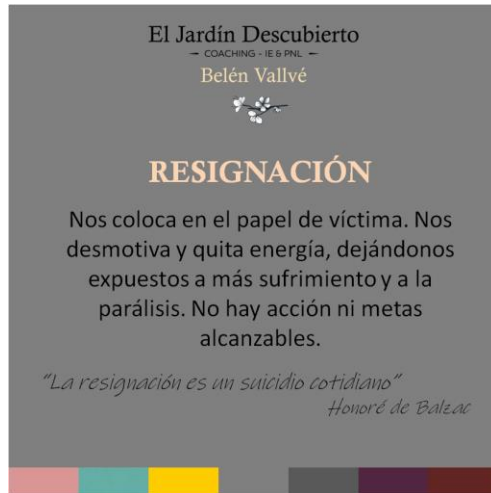 El Jardín Descubierto
COACHING - IE & PNL
Belén Vallvé
RESIGNACIÓN
Nos coloca en el papel de víctima. Nos
desmotiva y quita energía, dejándonos
expuestos a más sufrimiento y a la
parálisis. No hay acción ni metas
alcanzables.
"La resignación es un suicidio cotidiano"
Honoré de Balzac